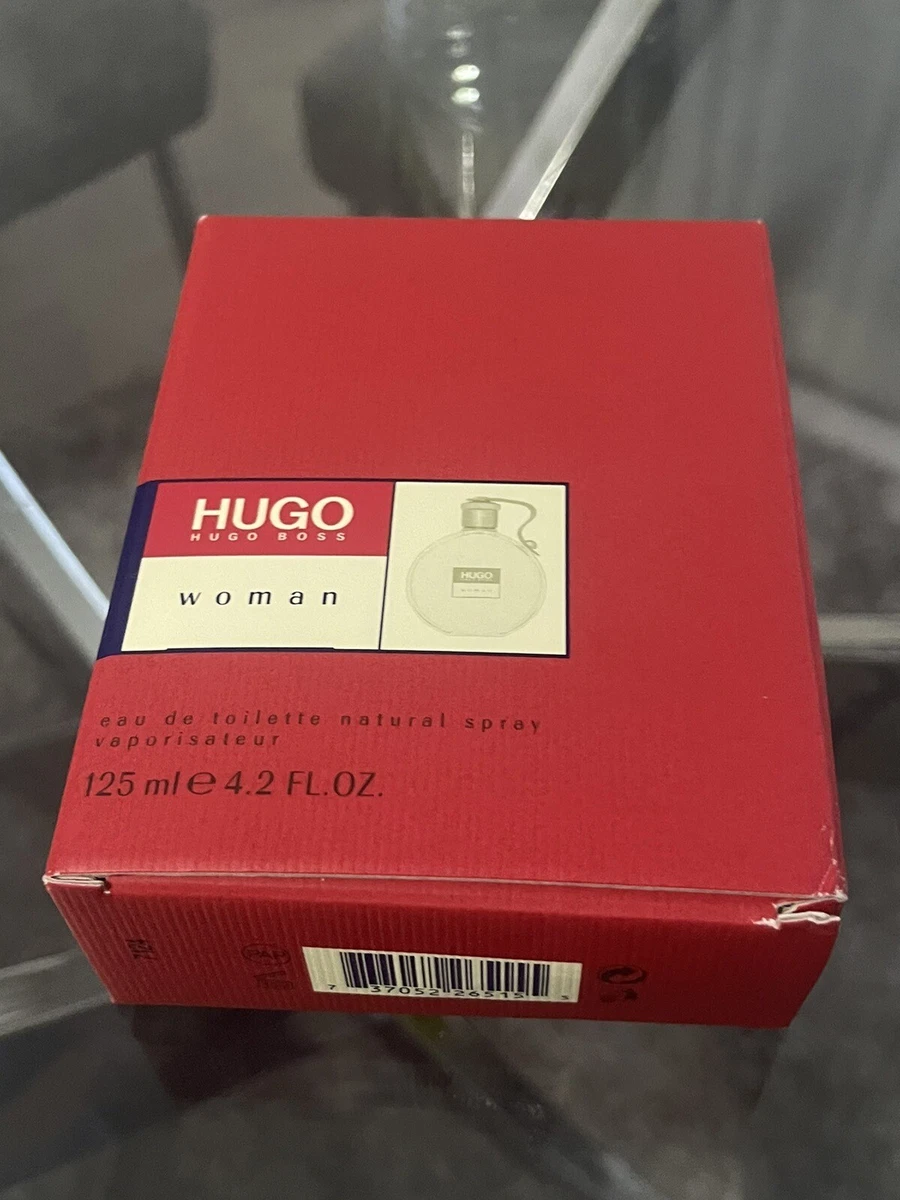 HUGO
HUGO BOSS
woman
HUGO
woman
eau de toilette natural spray
vaporisateur
125 ml e 4.2 FL.OZ.
PAP
7 37052 26515 5